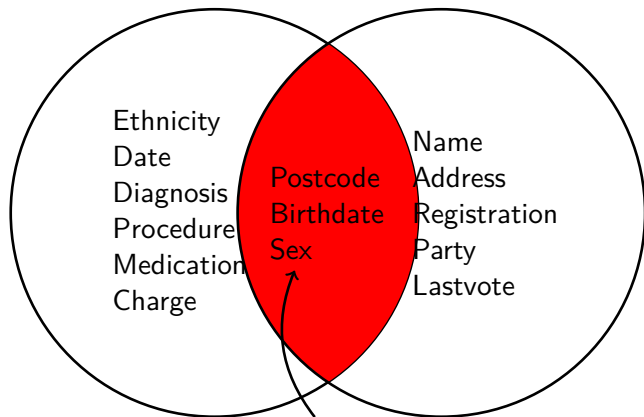 Ethnicity
Date
Diagnosis
Procedure
Medication
Charge
Postcode
Birthdate
Sex
Name
Address
Registration
Party
Lastvote